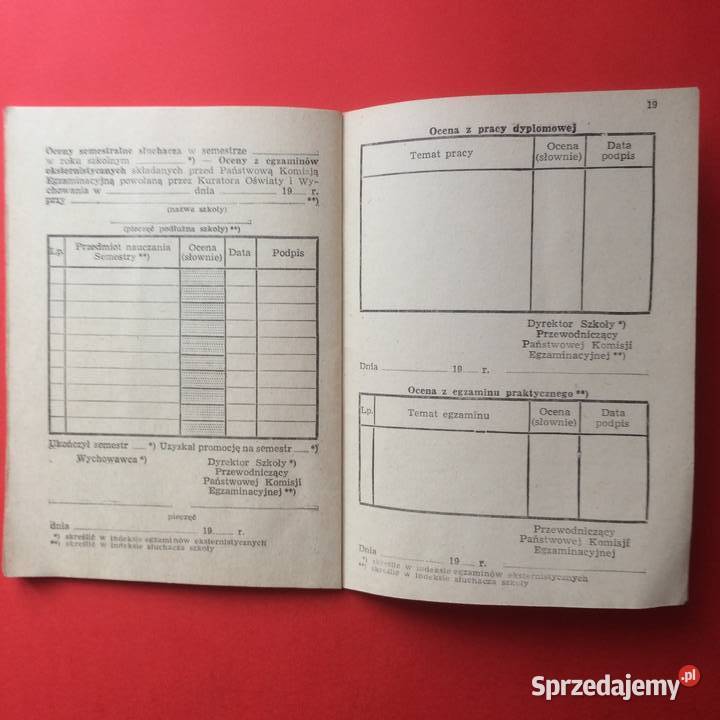 Oceny semestralne słuchacza w semestrze
w roku szkolnym *) — Oceny z egzaminów
eksternistycznych składanych przed Państwową Komisją
Egzaminacyjną powołaną przez Kuratora Oświaty i Wy-
chowania w dnia 19 r.
przy **)
(nazwa szkoły)
(pieczęć podłużna szkoły) **)
Lp. Przedmiot nauczania Semestry **) Ocena (słownie) Data Podpis
Ukończył semestr *) Uzyskał promocję na semestr *)
Wychowawca *) Dyrektor Szkoły *)
Przewodniczący
Państwowej Komisji
Egzaminacyjnej **)
pieczęć
dnia 19 r.
*) skreślić w indeksie egzaminów eksternistycznych
**) skreślić w indeksie słuchacza szkoły
19
Ocena z pracy dyplomowej
Temat pracy Ocena (słownie) Data podpis
Dyrektor Szkoły *)
Przewodniczący
Państwowej Komisji
Egzaminacyjnej **)
Dnia 19 r.
Ocena z egzaminu praktycznego **)
Lp. Temat egzaminu Ocena (słownie) Data podpis
Przewodniczący
Państwowej Komisji
Egzaminacyjnej
Dnia 19 r.
*) skreślić w indeksie egzaminów eksternistycznych
**) skreślić w indeksie słuchacza szkoły
Sprzedajemy.pl